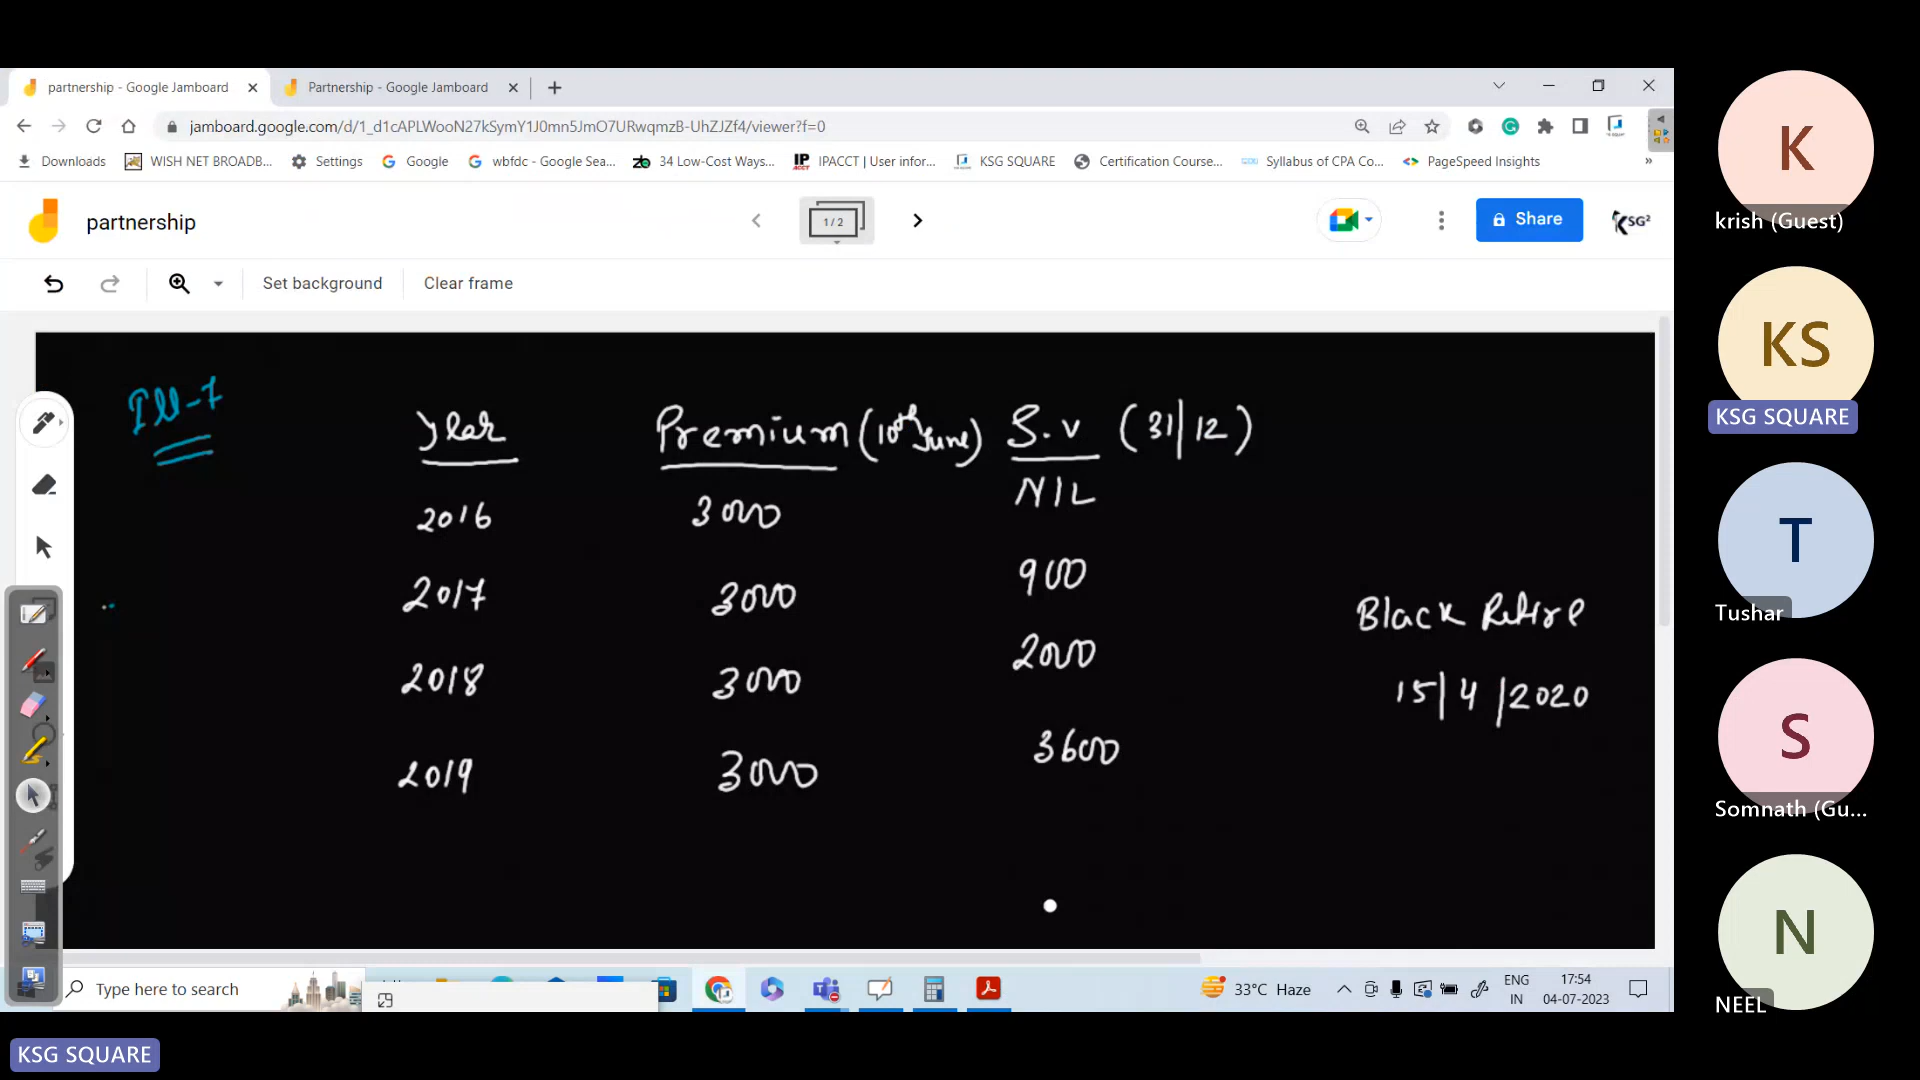 partnership - Google Jamboard
Partnership - Google Jamboard
jamboard.google.com/d/1_d1cAPLWooN27kSymY1J0mn5JmO7URwqmzB-UhZJZf4/viewer?f=0
Downloads
WISH NET BROADB...
Settings
Google
wbfdc - Google Sea...
34 Low-Cost Ways...
IPACCT | User infor...
KSG SQUARE
Certification Course...
Syllabus of CPA Co...
PageSpeed Insights
»
partnership
1 / 2
Share
KSG²
Set background
Clear frame
Ill-7
Year Premium (10th June) S.V (31/12)
2016 3000 NIL
2017 3000 900
2018 3000 2000
2019 3000 3600
Black Retire
15/4/2020
Type here to search
33°C Haze
ENG
IN
17:54
04-07-2023
K
krish (Guest)
KS
KSG SQUARE
T
Tushar
S
Somnath (Gu...
N
NEEL
KSG SQUARE